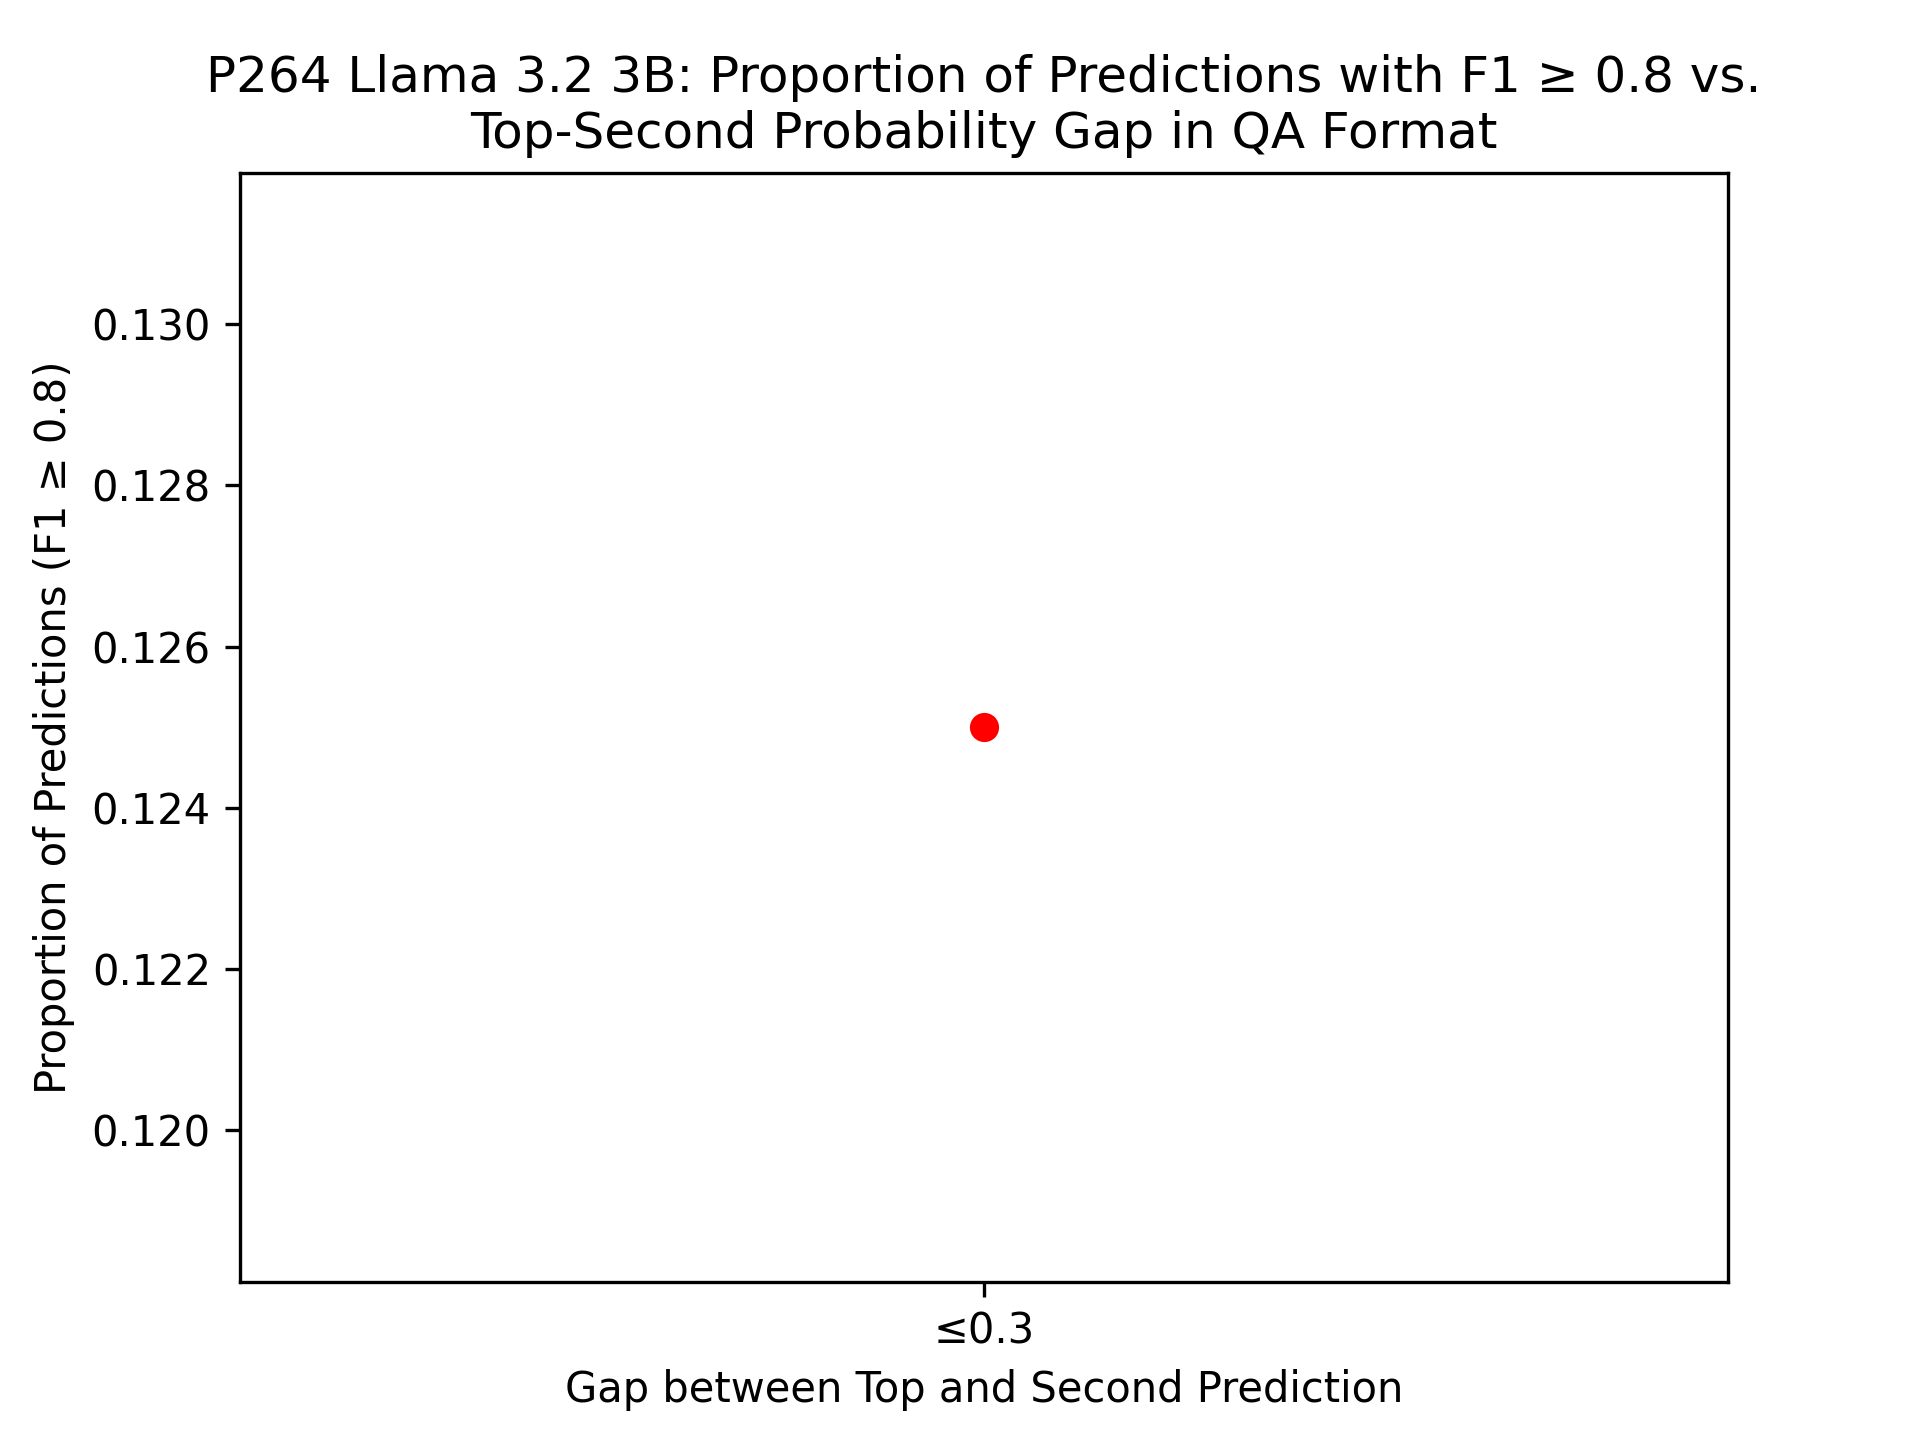 P264 Llama 3.2 3B: Proportion of Predictions with F1 ≥ 0.8 vs.
Top-Second Probability Gap in QA Format
Proportion of Predictions (F1 ≥ 0.8)
0.130
0.128
0.126
0.124
0.122
0.120
≤0.3
Gap between Top and Second Prediction